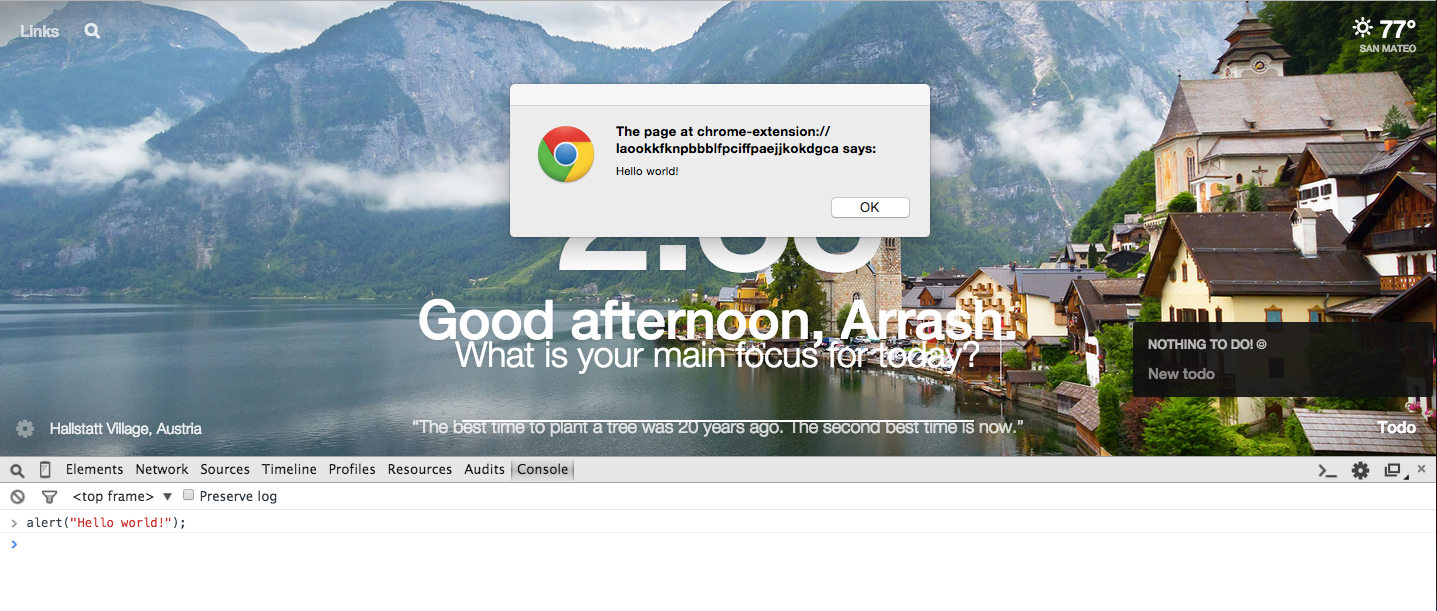 Links
77°
SAN MATEO
The page at chrome-extension://
laookkfknpbbblfpciffpaejjkokdgca says:
Hello world!
OK
Good afternoon, Arrash.
What is your main focus for today?
NOTHING TO DO! ☺
New todo
Hallstatt Village, Austria
“The best time to plant a tree was 20 years ago. The second best time is now.”
Todo
Elements Network Sources Timeline Profiles Resources Audits Console
<top frame> ▼ Preserve log
> alert("Hello world!");
>